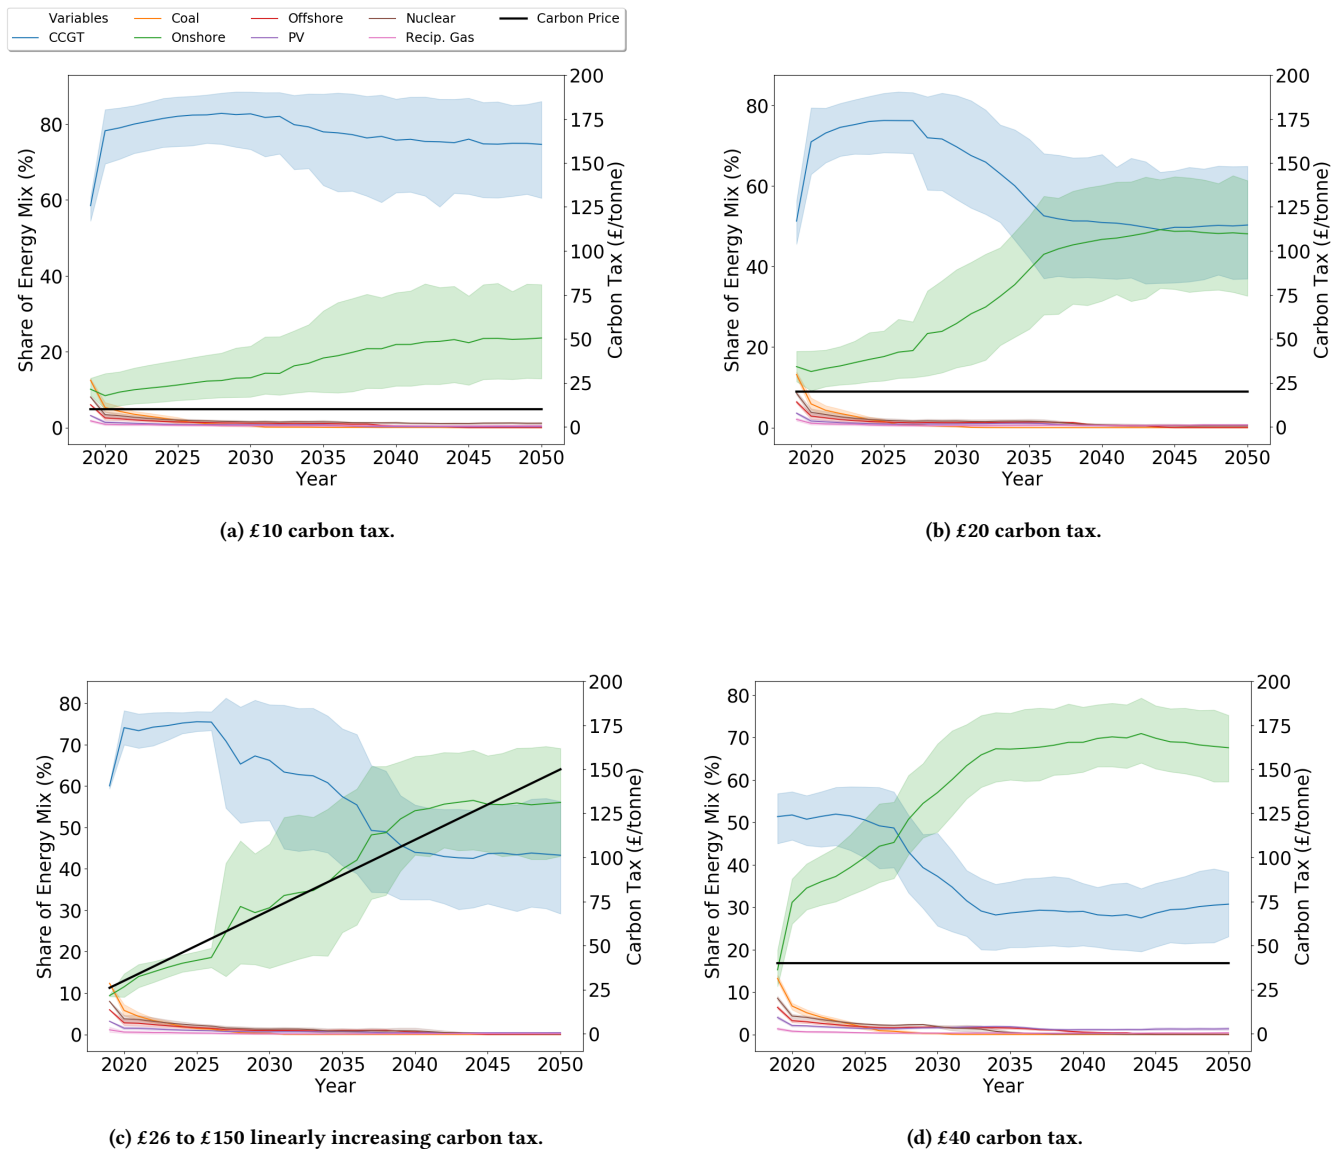 Variables Coal Offshore Nuclear Carbon Price
CCGT Onshore PV Recip. Gas
Share of Energy Mix (%)
80
60
40
20
0
200
175
150
125
100
75
50
25
0
Carbon Tax (£/tonne)
2020 2025 2030 2035 2040 2045 2050
Year
(a) £10 carbon tax.
Share of Energy Mix (%)
80
60
40
20
0
200
175
150
125
100
75
50
25
0
Carbon Tax (£/tonne)
2020 2025 2030 2035 2040 2045 2050
Year
(b) £20 carbon tax.
Share of Energy Mix (%)
80
70
60
50
40
30
20
10
0
200
175
150
125
100
75
50
25
0
Carbon Tax (£/tonne)
2020 2025 2030 2035 2040 2045 2050
Year
(c) £26 to £150 linearly increasing carbon tax.
Share of Energy Mix (%)
80
70
60
50
40
30
20
10
0
200
175
150
125
100
75
50
25
0
Carbon Tax (£/tonne)
2020 2025 2030 2035 2040 2045 2050
Year
(d) £40 carbon tax.